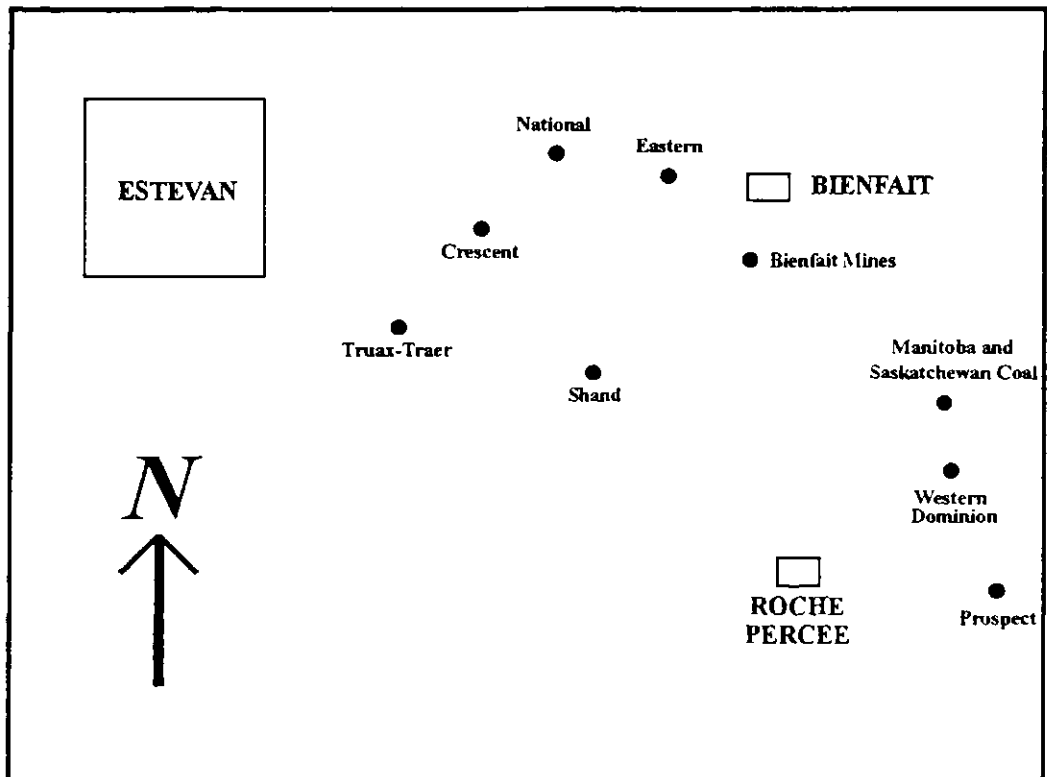 National
Eastern
ESTEVAN
BIENFAIT
Crescent
Bienfait Mines
Truax-Traer
Manitoba and
Saskatchewan Coal
Shand
N
Western
Dominion
ROCHE
PERCEE
Prospect